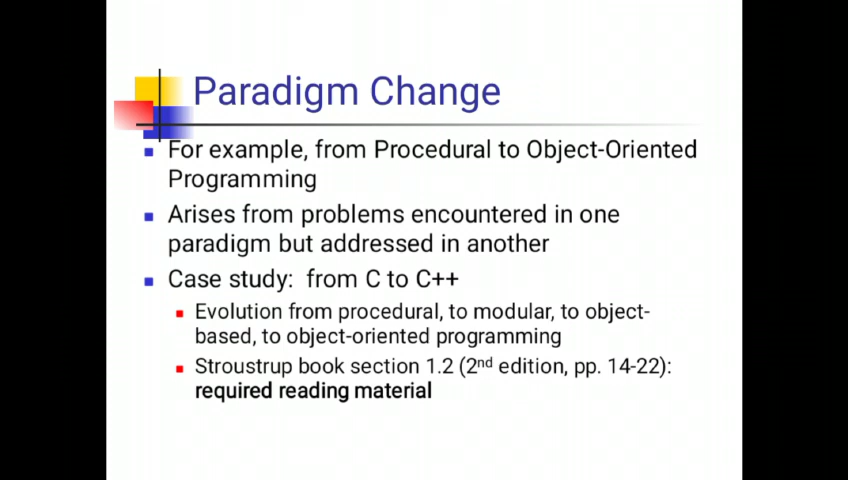 Paradigm Change
For example, from Procedural to Object-Oriented
Programming
Arises from problems encountered in one
paradigm but addressed in another
Case study: from C to C++
Evolution from procedural, to modular, to object-
based, to object-oriented programming
Stroustrup book section 1.2 (2nd edition, pp. 14-22):
required reading material